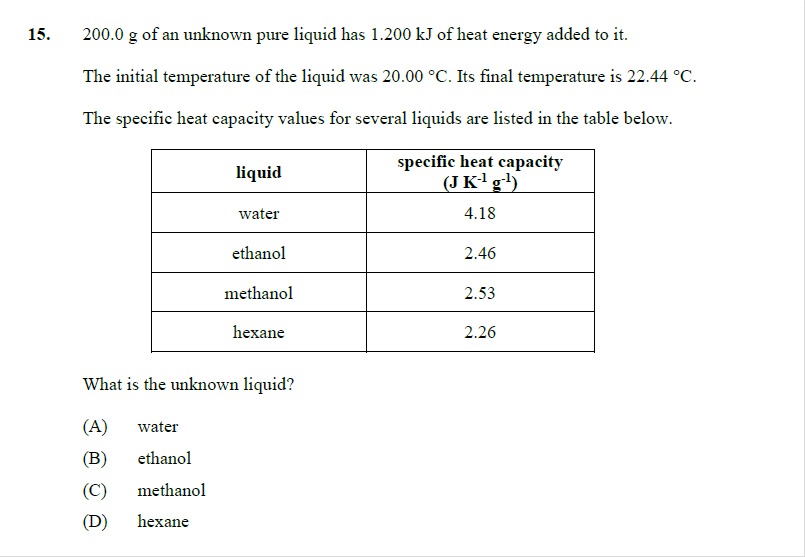 15. 200.0 g of an unknown pure liquid has 1.200 kJ of heat energy added to it.
The initial temperature of the liquid was 20.00 °C. Its final temperature is 22.44 °C.
The specific heat capacity values for several liquids are listed in the table below.
liquid specific heat capacity (J K⁻¹ g⁻¹)
water 4.18
ethanol 2.46
methanol 2.53
hexane 2.26
What is the unknown liquid?
(A) water
(B) ethanol
(C) methanol
(D) hexane